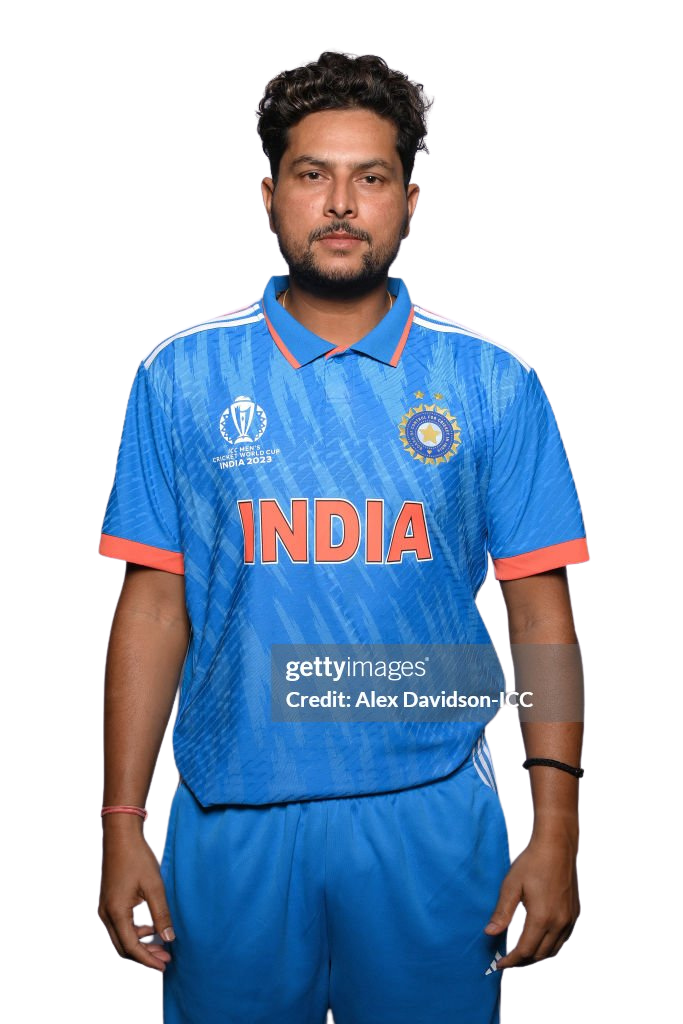 ICC MEN'S
CRICKET WORLD CUP
INDIA 2023
INDIA
gettyimages®
Credit: Alex Davidson-ICC